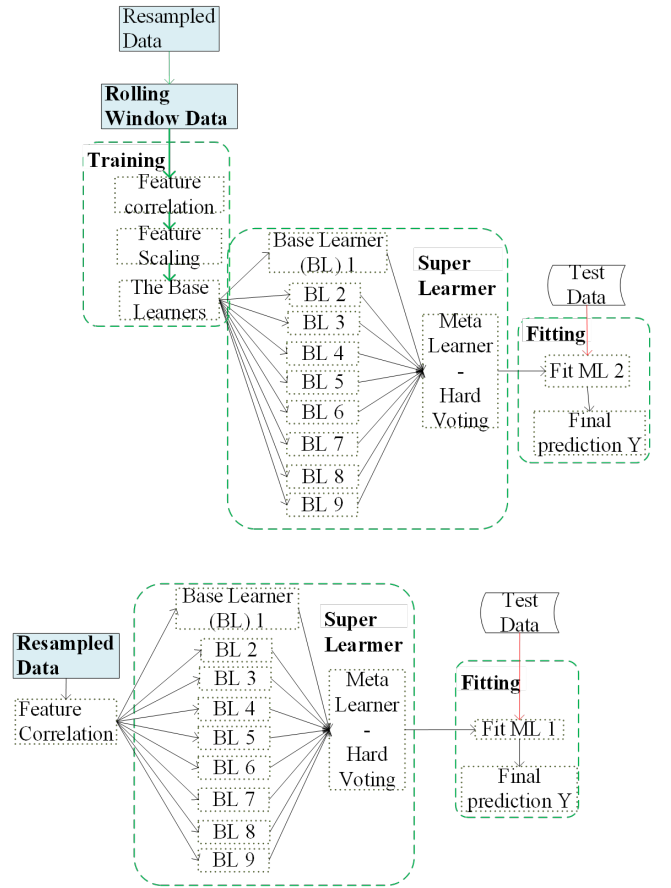 Resampled
Data
Rolling
Window Data
Training
Feature
correlation
Feature
Scaling
The Base
Learners
Base Learner
(BL) 1
BL 2
BL 3
BL 4
BL 5
BL 6
BL 7
BL 8
BL 9
Super
Learmer
Meta
Learner
-
Hard
Voting
Test
Data
Fitting
Fit ML 2
Final
prediction Y
Resampled
Data
Feature
Correlation
Base Learner
(BL) 1
BL 2
BL 3
BL 4
BL 5
BL 6
BL 7
BL 8
BL 9
Super
Learmer
Meta
Learner
-
Hard
Voting
Test
Data
Fitting
Fit ML 1
Final
prediction Y